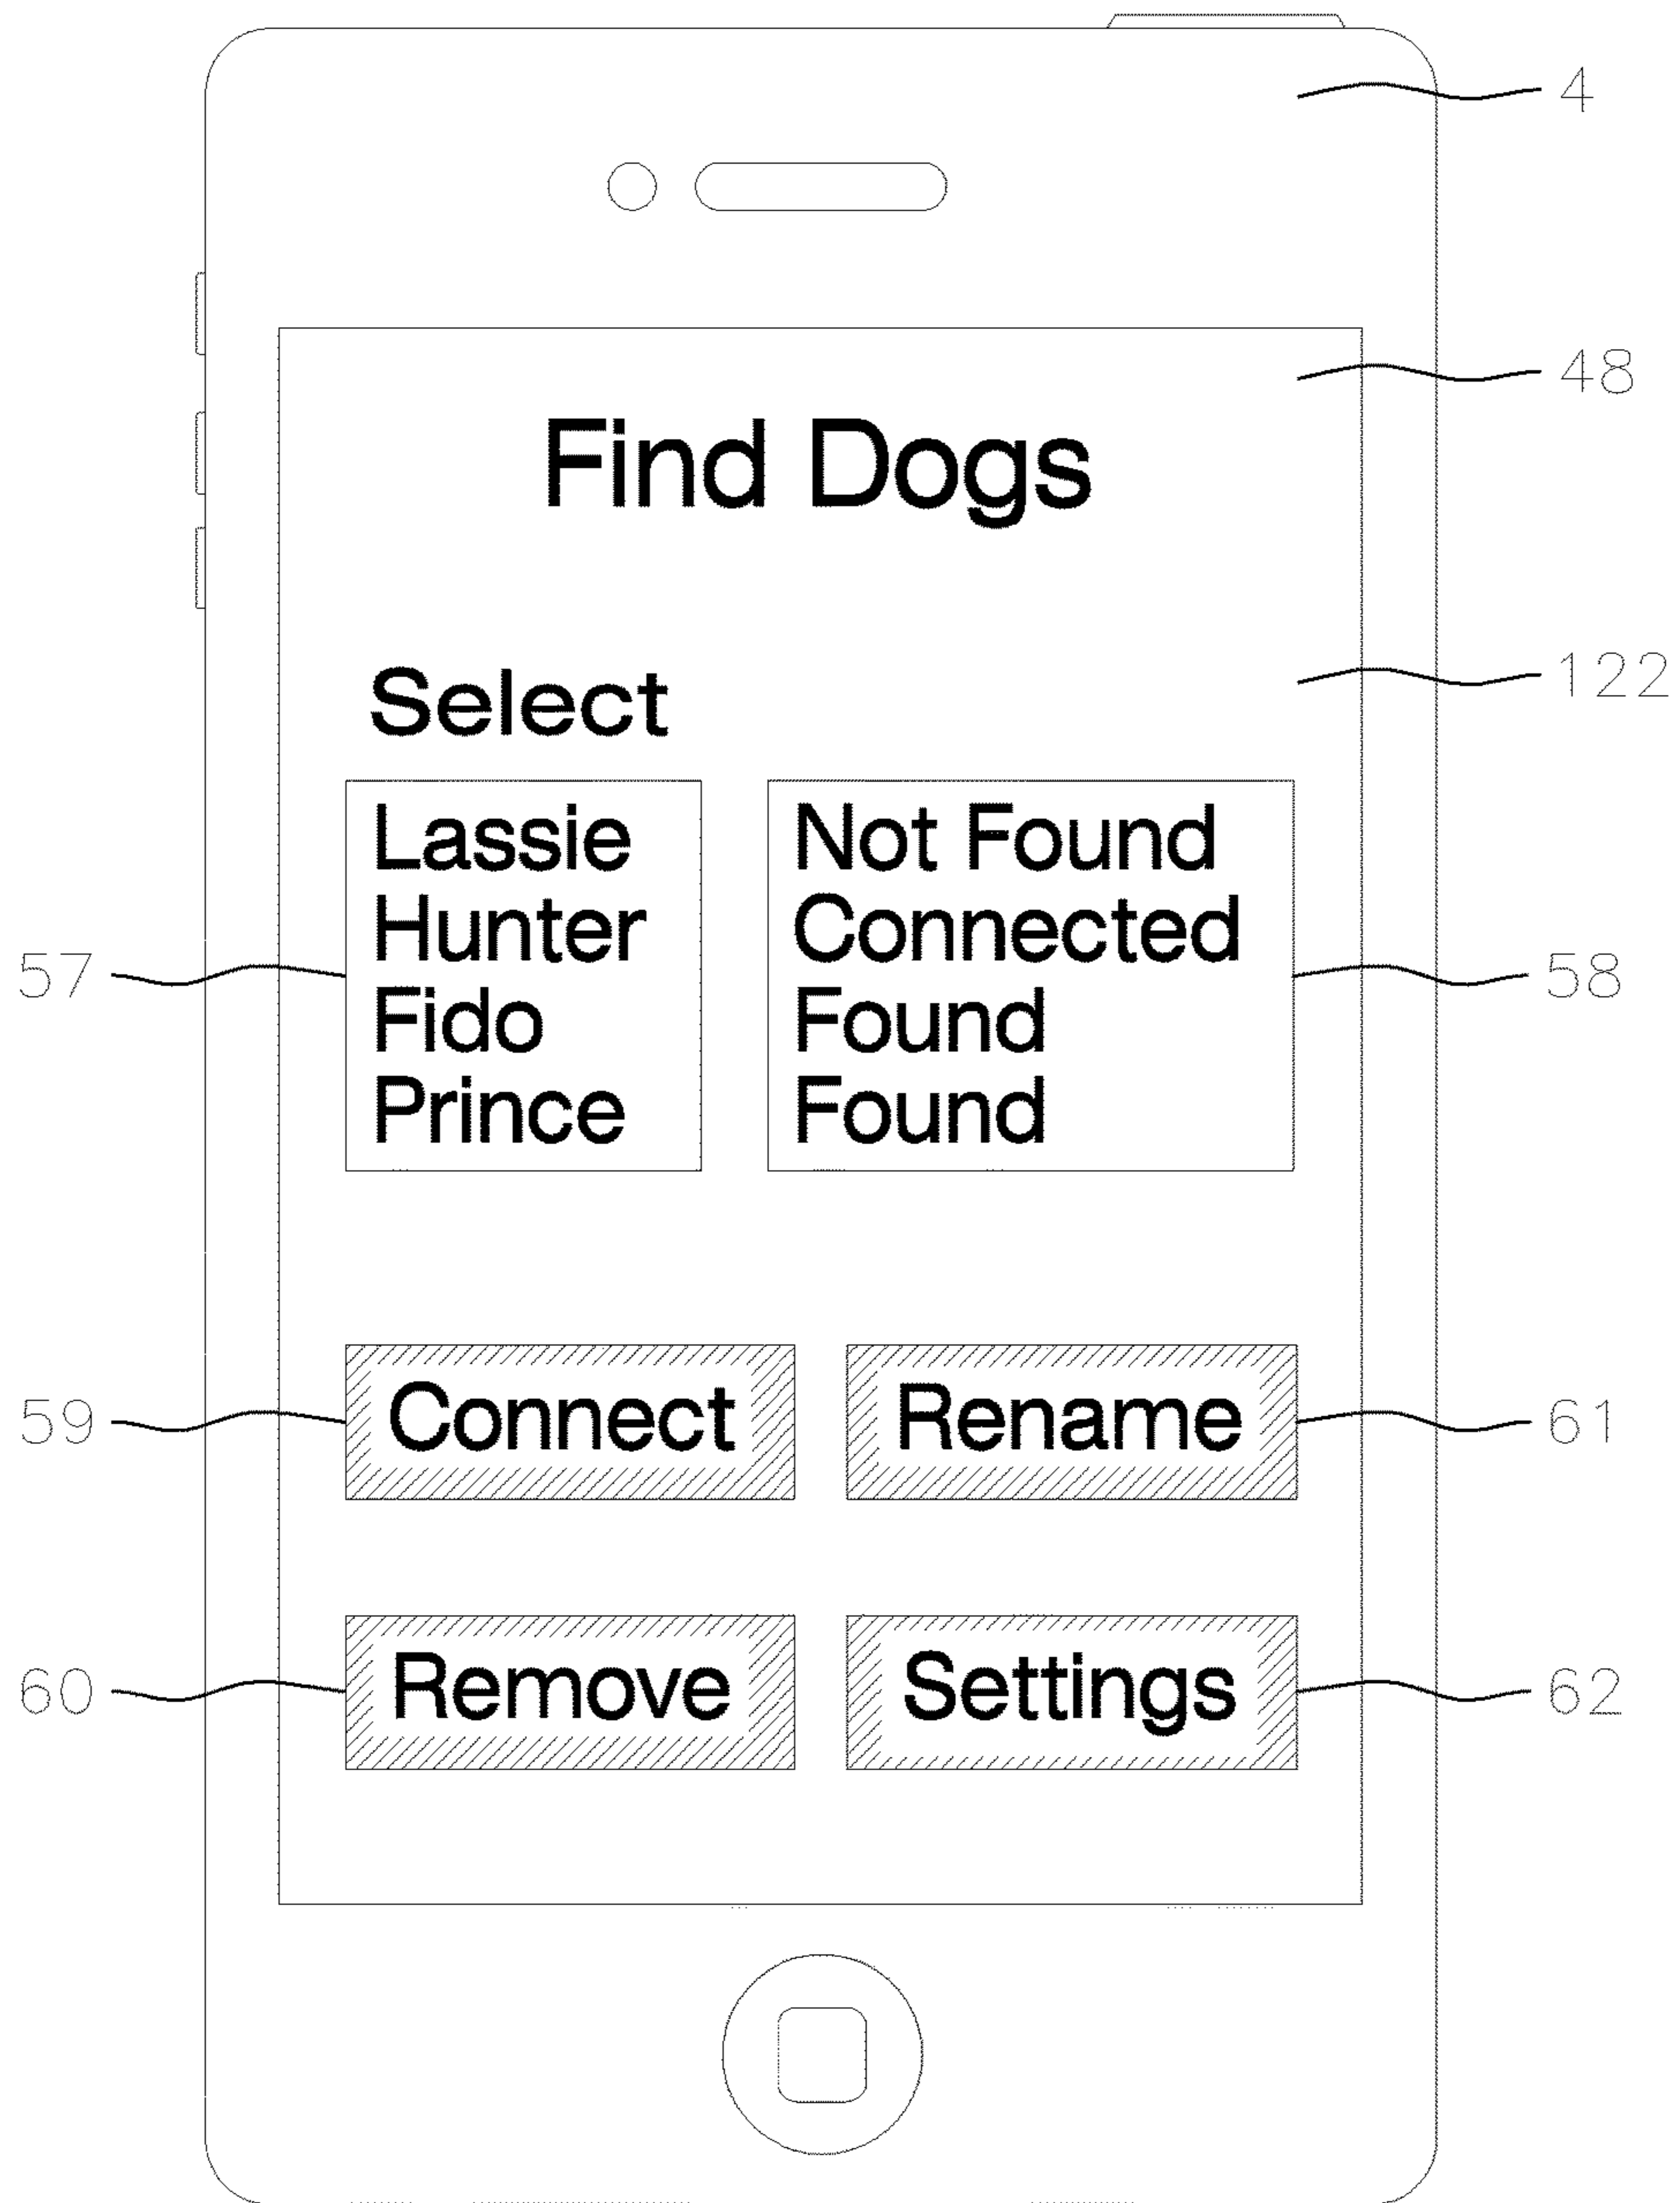 4
48
Find Dogs
122
Select
Lassie Not Found
Hunter Connected
57 58
Fido Found
Prince Found
59 Connect Rename 61
60 Remove Settings 62